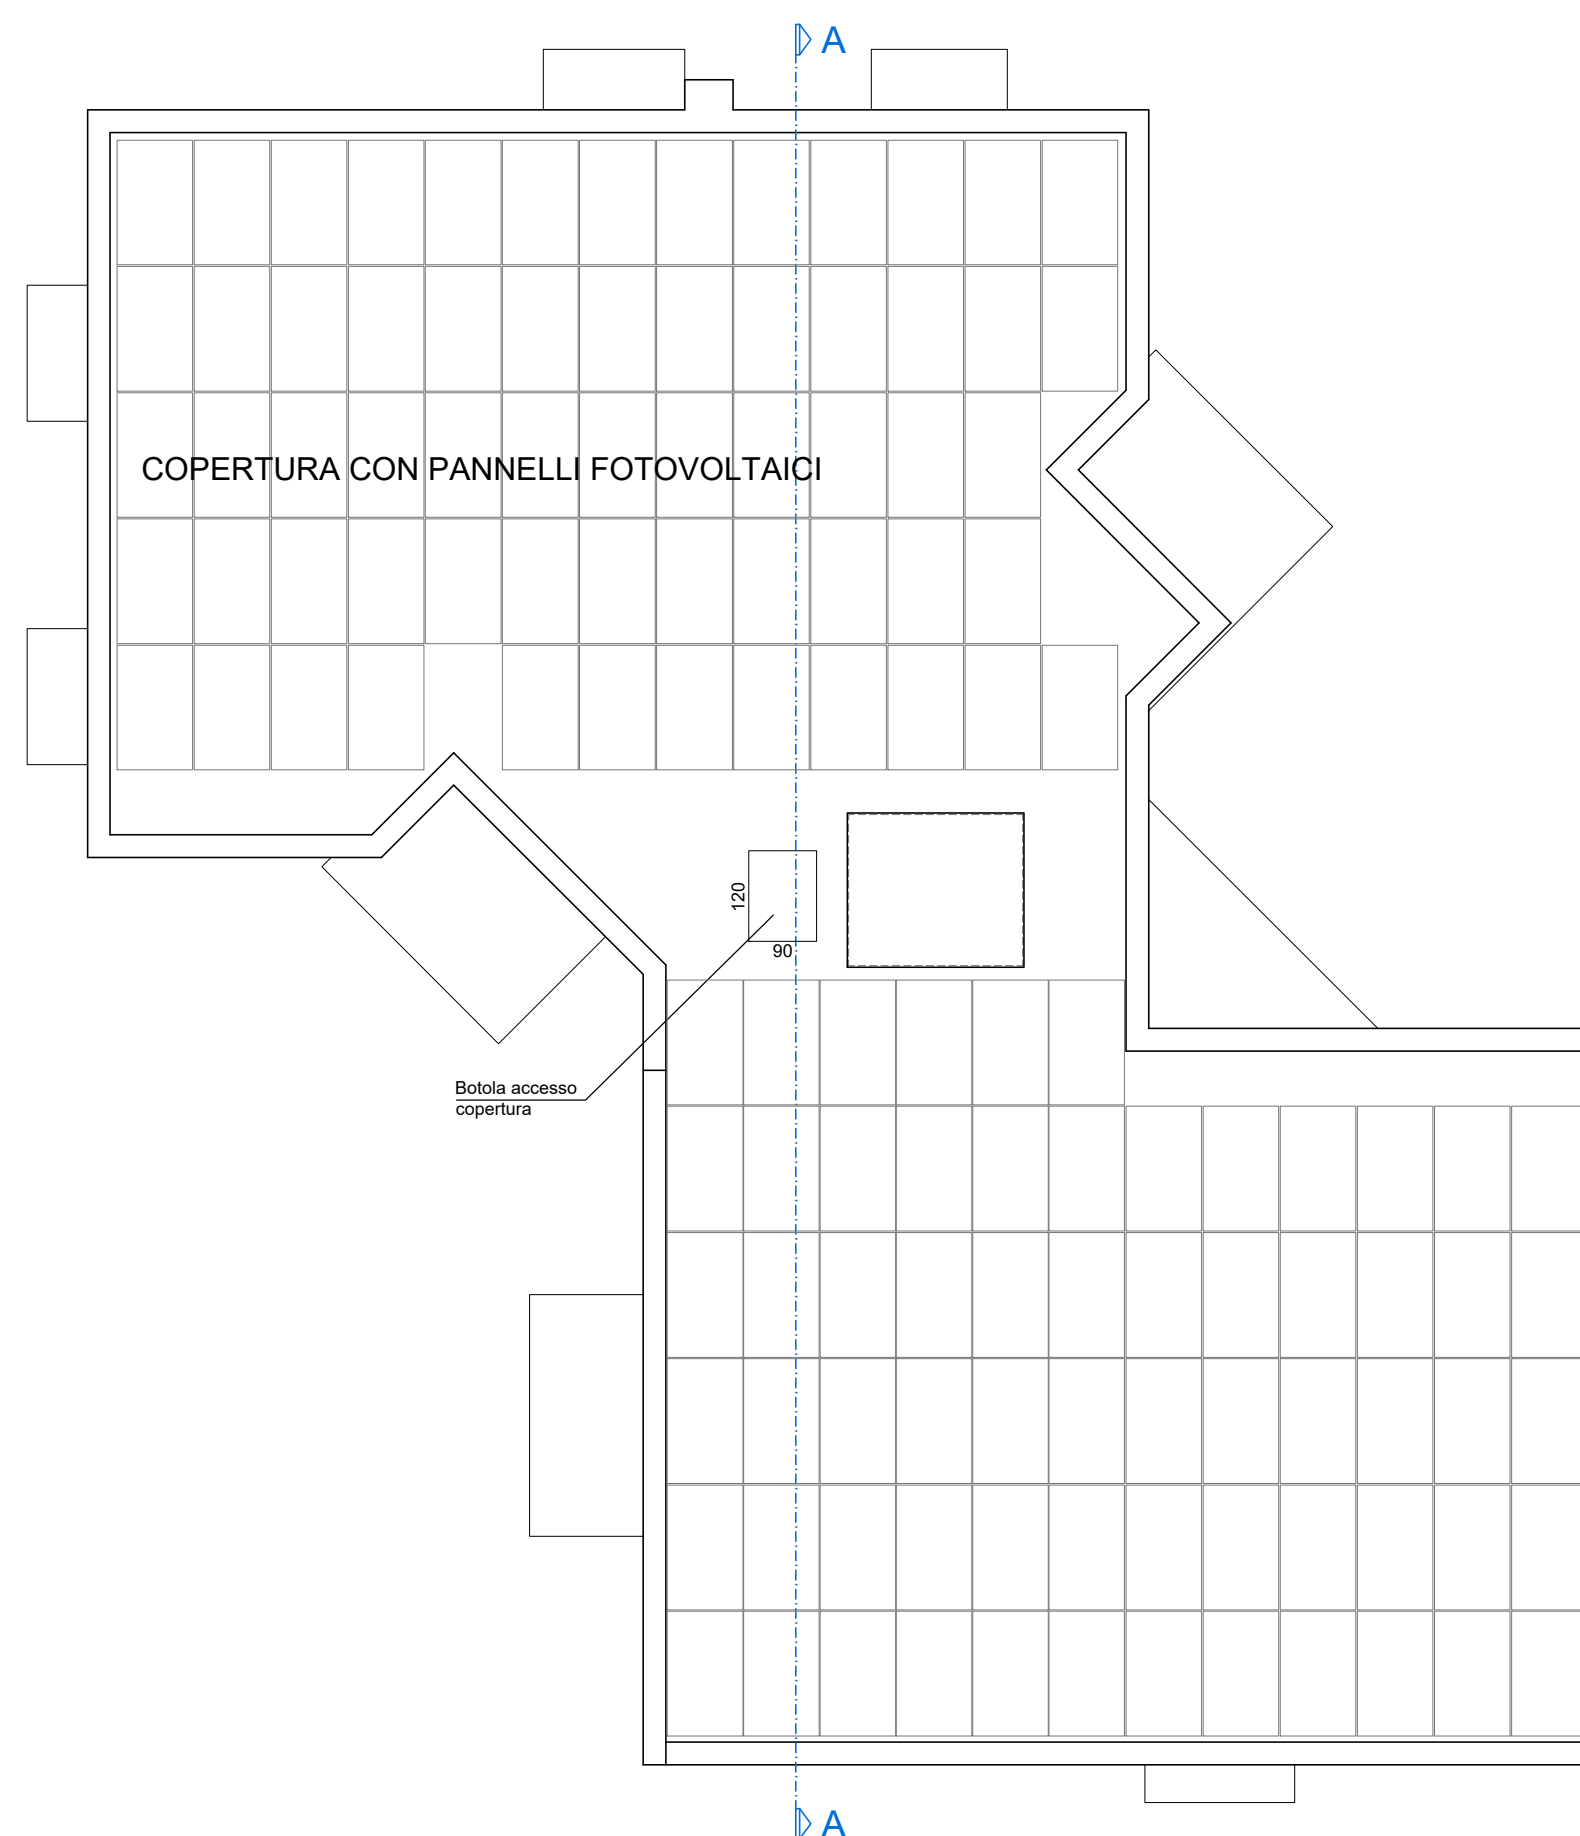 A
COPERTURA CON PANNELLI FOTOVOLTAICI
120
90
Botola accesso
copertura
A